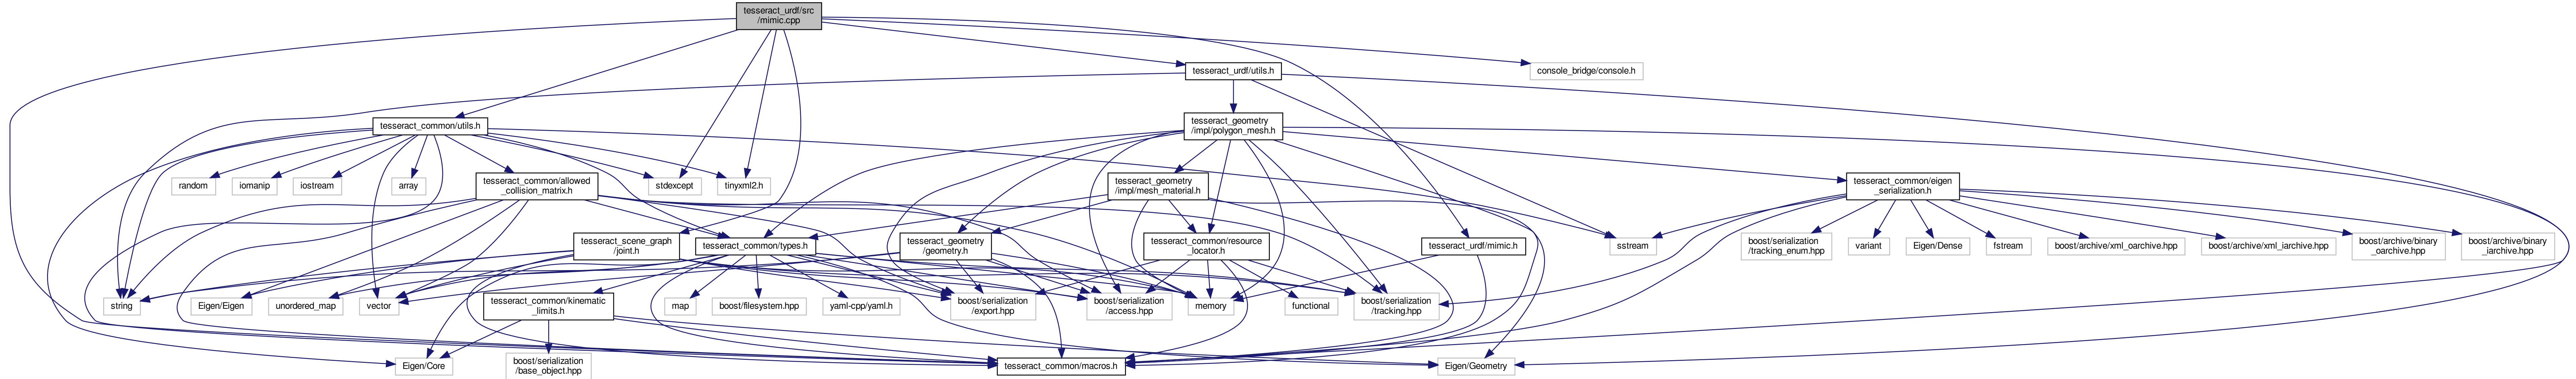 tesseract_urdf/src
/mimic.cpp
tesseract_urdf/utils.h
console_bridge/console.h
tesseract_common/utils.h
tesseract_geometry
/impl/polygon_mesh.h
random
iomanip
iostream
array
tesseract_common/allowed
_collision_matrix.h
stdexcept
tinyxml2.h
tesseract_geometry
/impl/mesh_material.h
tesseract_common/eigen
_serialization.h
tesseract_scene_graph
/joint.h
tesseract_common/types.h
tesseract_geometry
/geometry.h
tesseract_common/resource
_locator.h
tesseract_urdf/mimic.h
sstream
boost/serialization
/tracking_enum.hpp
variant
Eigen/Dense
fstream
boost/archive/xml_oarchive.hpp
boost/archive/xml_iarchive.hpp
boost/archive/binary
_oarchive.hpp
boost/archive/binary
_iarchive.hpp
string
Eigen/Eigen
unordered_map
vector
tesseract_common/kinematic
_limits.h
map
boost/filesystem.hpp
yaml-cpp/yaml.h
boost/serialization
/export.hpp
boost/serialization
/access.hpp
memory
functional
boost/serialization
/tracking.hpp
Eigen/Core
boost/serialization
/base_object.hpp
tesseract_common/macros.h
Eigen/Geometry